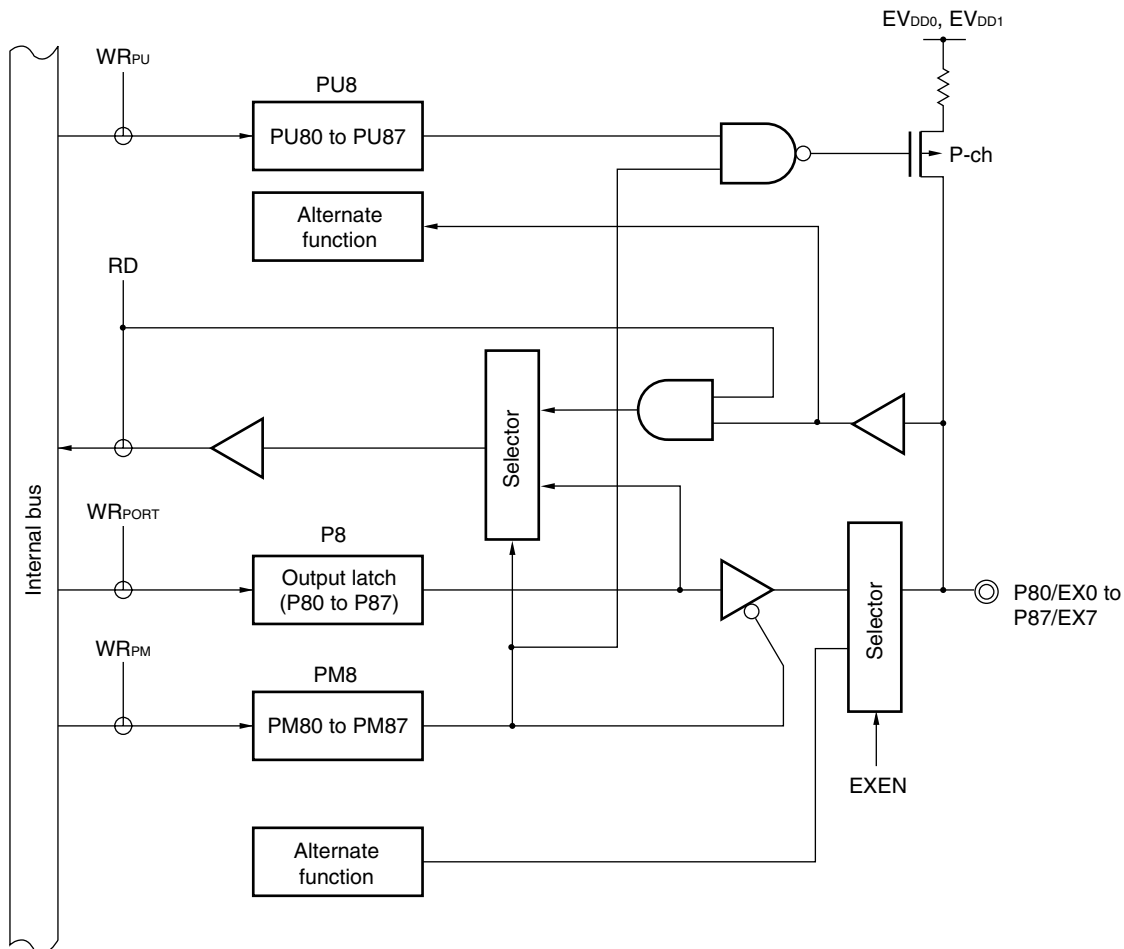 EVDD0, EVDD1
WRPU
PU8
PU80 to PU87
P-ch
Alternate
function
RD
Selector
Internal bus
WRPORT
P8
Output latch
(P80 to P87)
Selector
P80/EX0 to
P87/EX7
WRPM
PM8
PM80 to PM87
EXEN
Alternate
function